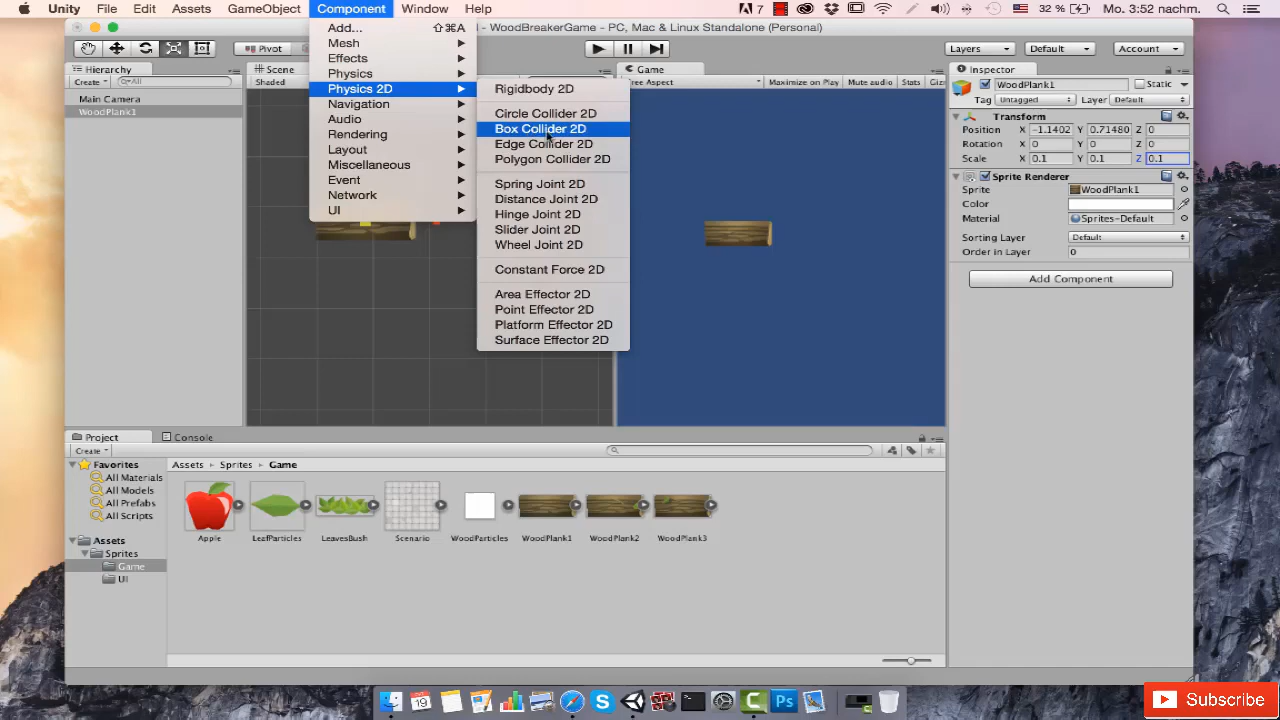 Unity File Edit Assets GameObject Component Window Help
7 32 % Mo. 3:52 nachm.
- WoodBreakerGame - PC, Mac & Linux Standalone (Personal)
Pivot
Layers Default Account
Hierarchy
Create All
Main Camera
WoodPlank1
Scene
Shaded
Add... ⇧⌘A
Mesh
Effects
Physics
Physics 2D
Navigation
Audio
Rendering
Layout
Miscellaneous
Event
Network
UI
Rigidbody 2D
Circle Collider 2D
Box Collider 2D
Edge Collider 2D
Polygon Collider 2D
Spring Joint 2D
Distance Joint 2D
Hinge Joint 2D
Slider Joint 2D
Wheel Joint 2D
Constant Force 2D
Area Effector 2D
Point Effector 2D
Platform Effector 2D
Surface Effector 2D
Game
ree Aspect Maximize on Play Mute audio Stats
Inspector
WoodPlank1 Static
Tag Untagged Layer Default
Transform
Position X -1.1402 Y 0.71480 Z 0
Rotation X 0 Y 0 Z 0
Scale X 0.1 Y 0.1 Z 0.1
Sprite Renderer
Sprite WoodPlank1
Color
Material Sprites-Default
Sorting Layer Default
Order in Layer 0
Add Component
Project Console
Create
Favorites
All Materials
All Models
All Prefabs
All Scripts
Assets
Sprites
Game
UI
Assets Sprites Game
Apple LeafParticles LeavesBush Scenario WoodParticles WoodPlank1 WoodPlank2 WoodPlank3
Subscribe